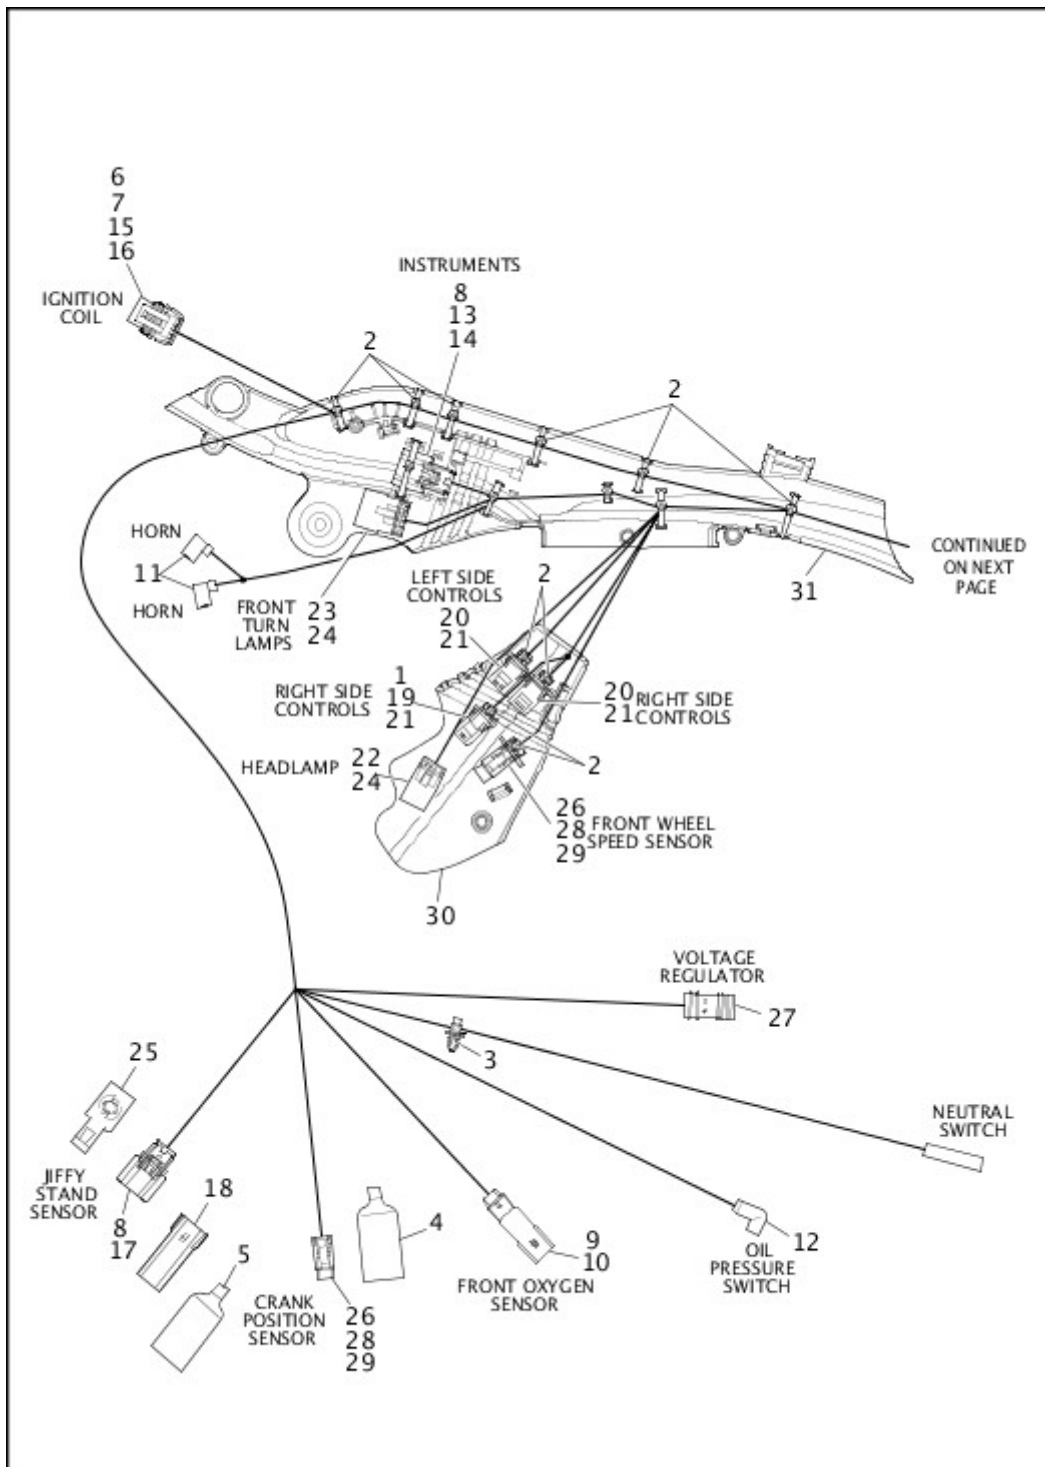 6
7
15
16
IGNITION
COIL
INSTRUMENTS
8
13
14
2
2
HORN
11
HORN
FRONT
TURN
LAMPS
23
24
LEFT SIDE
CONTROLS
20
21
2
31
CONTINUED
ON NEXT
PAGE
1
RIGHT SIDE
CONTROLS
19
21
20
21
RIGHT SIDE
CONTROLS
HEADLAMP
22
24
2
26
28
29
FRONT WHEEL
SPEED SENSOR
30
VOLTAGE
REGULATOR
27
3
25
NEUTRAL
SWITCH
JIFFY
STAND
SENSOR
8
17
18
5
4
CRANK
POSITION
SENSOR
26
28
29
9
10
FRONT OXYGEN
SENSOR
12
OIL
PRESSURE
SWITCH